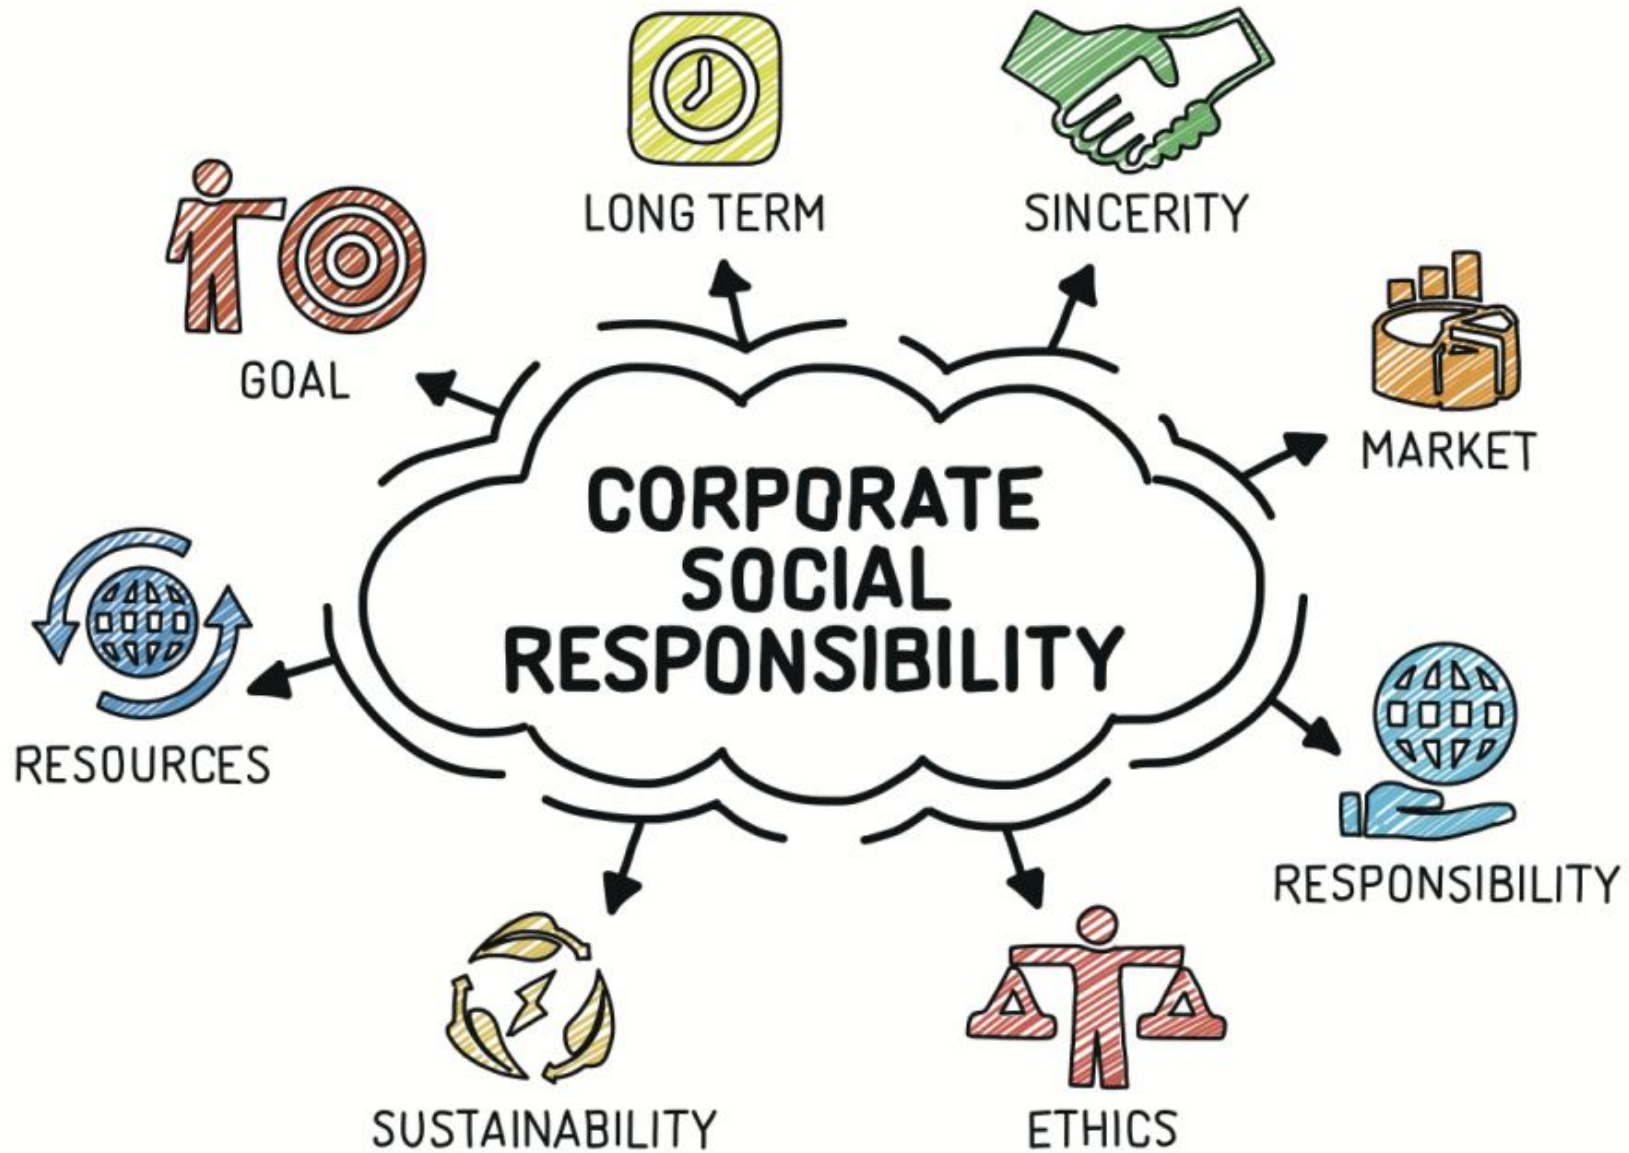 LONG TERM
SINCERITY
GOAL
MARKET
CORPORATE
SOCIAL
RESPONSIBILITY
RESOURCES
RESPONSIBILITY
SUSTAINABILITY
ETHICS